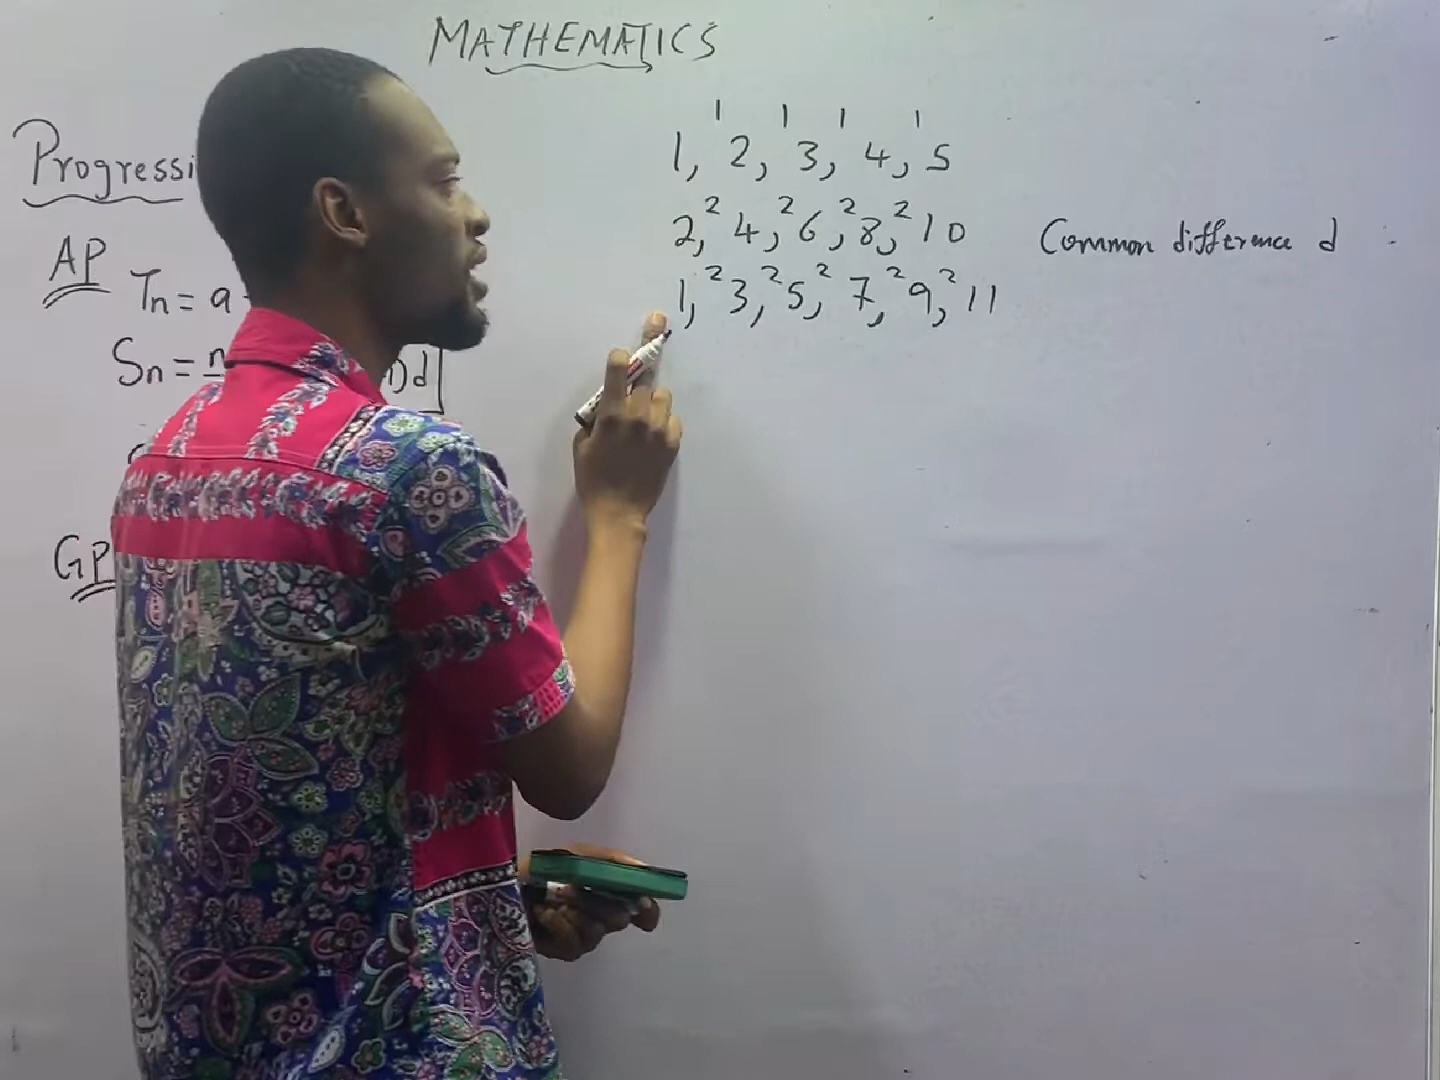 MATHEMATICS
Progressi
AP
Tn = a
Sn = n
)d
GP
1 1 1 1
1, 2, 3, 4, 5
2 2 2 2
2, 4, 6, 8, 10
Common difference d
2 2 2 2 2
1, 3, 5, 7, 9, 11